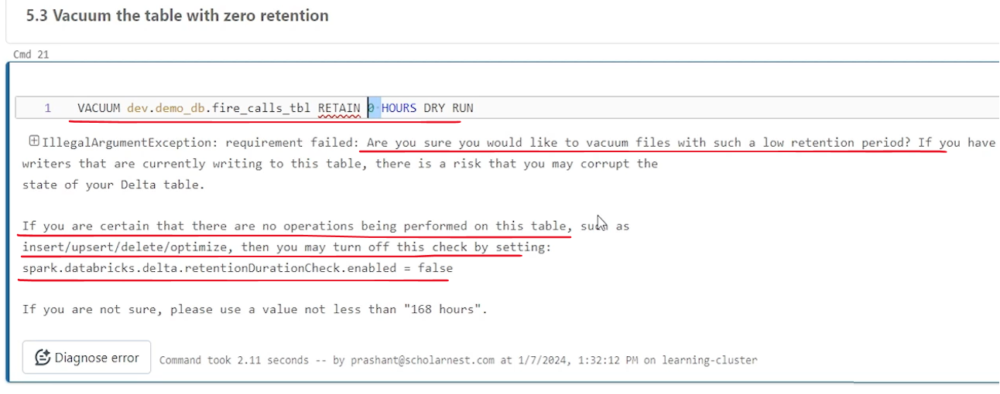 5.3 Vacuum the table with zero retention
Cmd 21
1 VACUUM dev.demo_db.fire_calls_tbl RETAIN 0 HOURS DRY RUN
IllegalArgumentException: requirement failed: Are you sure you would like to vacuum files with such a low retention period? If you have
writers that are currently writing to this table, there is a risk that you may corrupt the
state of your Delta table.
If you are certain that there are no operations being performed on this table, such as
insert/upsert/delete/optimize, then you may turn off this check by setting:
spark.databricks.delta.retentionDurationCheck.enabled = false
If you are not sure, please use a value not less than "168 hours".
Diagnose error
Command took 2.11 seconds -- by prashant@scholarnest.com at 1/7/2024, 1:32:12 PM on learning-cluster